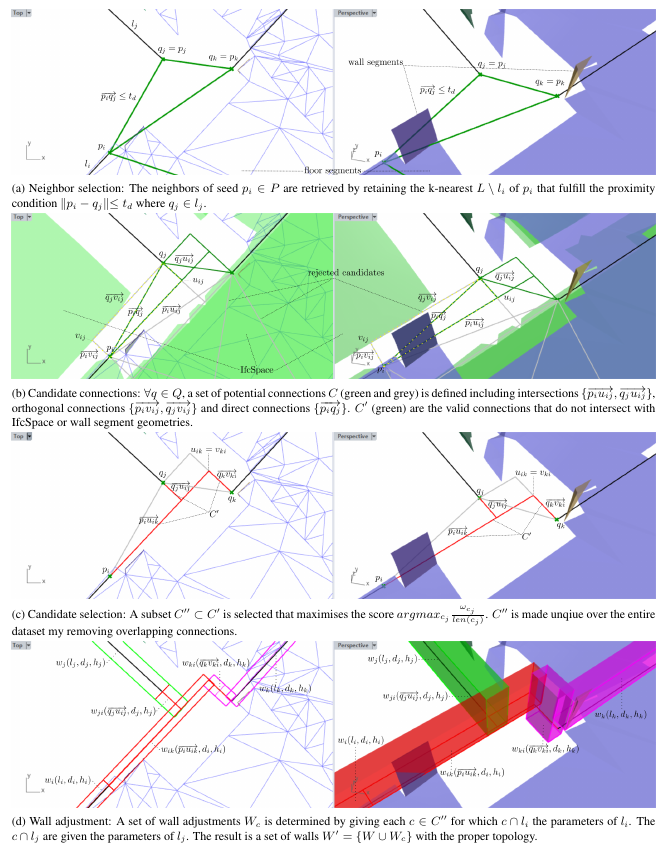 Top
l_j
q_j = p_j
q_k = p_k
\overrightarrow{p_i q_j} ≤ t_d
p_i
l_i
y
x
Perspective
wall segments
q_j = p_j
q_k = p_k
\overrightarrow{p_i q_j} ≤ t_d
p_i
floor segments
y
x
(a) Neighbor selection: The neighbors of seed p_i ∈ P are retrieved by retaining the k-nearest L \ l_i of p_i that fulfill the proximity
condition ‖p_i − q_j‖≤ t_d where q_j ∈ l_j.
Top
q_j
\overrightarrow{q_j u_{ij}}
u_{ij}
\overrightarrow{q_j v_{ij}}
\overrightarrow{p_i q_j}
\overrightarrow{p_i u_{ij}}
v_{ij}
p_k
\overrightarrow{p_i v_{ij}}
rejected candidates
IfcSpace
y
x
Perspective
q_j
\overrightarrow{q_j u_{ij}}
u_{ij}
\overrightarrow{q_j v_{ij}}
\overrightarrow{p_i q_j}
\overrightarrow{p_i u_{ij}}
v_{ij}
\overrightarrow{p_i v_{ij}}
p_i
x
(b) Candidate connections: ∀q ∈ Q, a set of potential connections C (green and grey) is defined including intersections {\overrightarrow{p_i u_{ij}}, \overrightarrow{q_j u_{ij}}},
orthogonal connections {\overrightarrow{p_i v_{ij}}, \overrightarrow{q_j v_{ij}}} and direct connections {\overrightarrow{p_i q_j}}. C′ (green) are the valid connections that do not intersect with
IfcSpace or wall segment geometries.
Top
u_{ik} = v_{ki}
q_j
\overrightarrow{q_j u_{ij}}
\overrightarrow{q_k v_{ki}}
q_k
\overrightarrow{p_i u_{ik}}
C′
p_i
y
x
Perspective
u_{ik} = v_{ki}
q_j
\overrightarrow{q_j u_{ij}}
\overrightarrow{q_k v_{ki}}
q_k
\overrightarrow{p_i u_{ik}}
C′
p_i
y
x
(c) Candidate selection: A subset C″ ⊂ C′ is selected that maximises the score argmax_{c_j} \frac{ω_{c_j}}{len(c_j)}. C″ is made unqiue over the entire
dataset my removing overlapping connections.
Top
w_j(l_j, d_j, h_j)
w_{ki}(\overrightarrow{q_k v_{ki}}, d_k, h_k)
w_k(l_k, d_k, h_k)
w_{ji}(\overrightarrow{q_j u_{ij}}, d_j, h_j)
w_{ik}(\overrightarrow{p_i u_{ik}}, d_i, h_i)
w_i(l_i, d_i, h_i)
y
x
Perspective
w_j(l_j, d_j, h_j)
w_{ji}(\overrightarrow{q_j u_{ij}}, d_j, h_j)
w_k(l_k, d_k, h_k)
w_i(l_i, d_i, h_i)
w_{ki}(\overrightarrow{q_k v_{ki}}, d_k, h_k)
w_{ik}(\overrightarrow{p_i u_{ik}}, d_i, h_i)
y
x
(d) Wall adjustment: A set of wall adjustments W_c is determined by giving each c ∈ C″ for which c ∩ l_i the parameters of l_i. The
c ∩ l_j are given the parameters of l_j. The result is a set of walls W′ = {W ∪ W_c} with the proper topology.